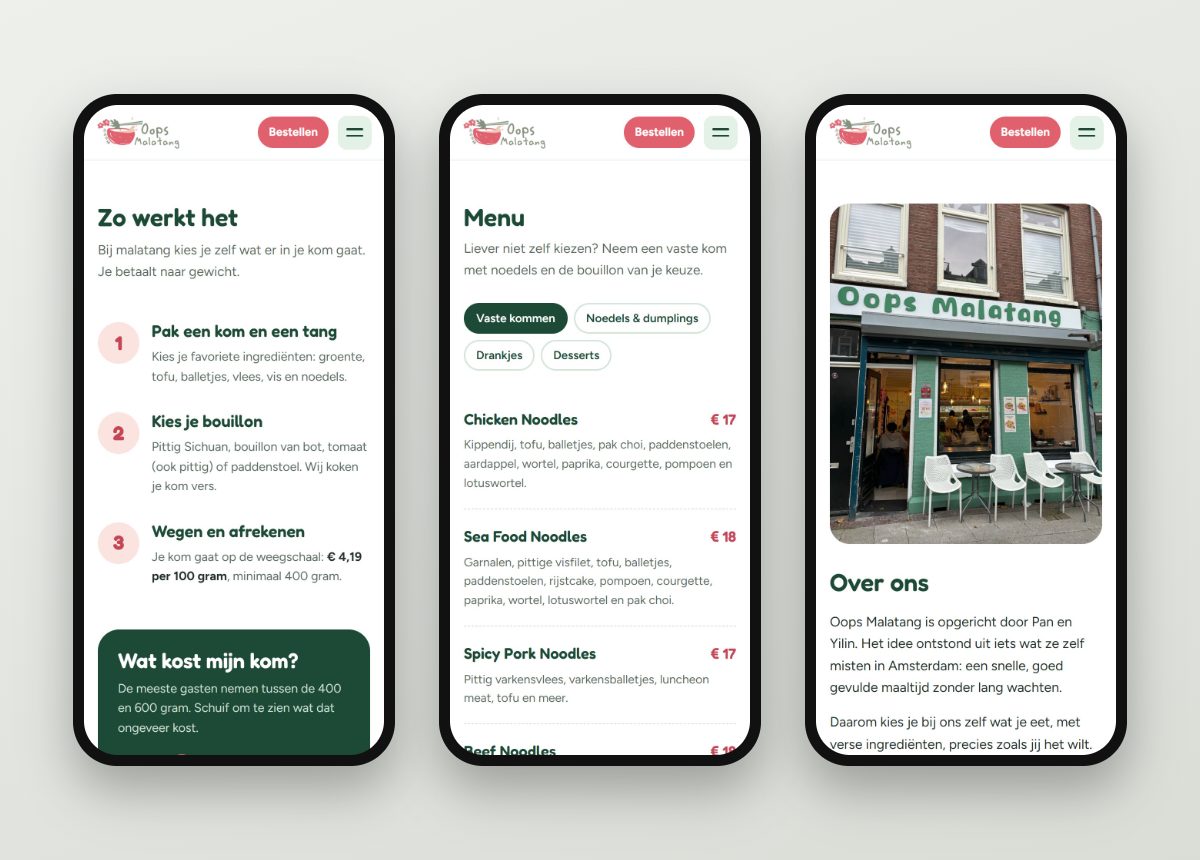 Oops
Malatang
Bestellen
Zo werkt het
Bij malatang kies je zelf wat er in je kom gaat.
Je betaalt naar gewicht.
1
Pak een kom en een tang
Kies je favoriete ingrediënten: groente,
tofu, balletjes, vlees, vis en noedels.
2
Kies je bouillon
Pittig Sichuan, bouillon van bot, tomaat
(ook pittig) of paddenstoel. Wij koken
je kom vers.
3
Wegen en afrekenen
Je kom gaat op de weegschaal: € 4,19
per 100 gram, minimaal 400 gram.
Wat kost mijn kom?
De meeste gasten nemen tussen de 400
en 600 gram. Schuif om te zien wat dat
ongeveer kost.
Oops
Malatang
Bestellen
Menu
Liever niet zelf kiezen? Neem een vaste kom
met noedels en de bouillon van je keuze.
Vaste kommen
Noedels & dumplings
Drankjes
Desserts
Chicken Noodles € 17
Kippendij, tofu, balletjes, pak choi, paddenstoelen,
aardappel, wortel, paprika, courgette, pompoen en
lotuswortel.
Sea Food Noodles € 18
Garnalen, pittige visfilet, tofu, balletjes,
paddenstoelen, rijstcake, pompoen, courgette,
paprika, wortel, lotuswortel en pak choi.
Spicy Pork Noodles € 17
Pittig varkensvlees, varkensballetjes, luncheon
meat, tofu en meer.
Beef Noodles € 18
Oops
Malatang
Bestellen
Oops Malatang
Over ons
Oops Malatang is opgericht door Pan en
Yilin. Het idee ontstond uit iets wat ze zelf
misten in Amsterdam: een snelle, goed
gevulde maaltijd zonder lang wachten.
Daarom kies je bij ons zelf wat je eet, met
verse ingrediënten, precies zoals jij het wilt.